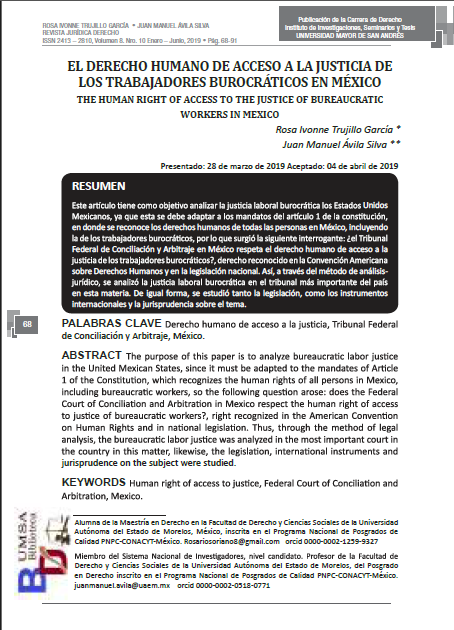 ROSA IVONNE TRUJILLO GARCÍA • JUAN MANUEL ÁVILA SILVA
REVISTA JURÍDICA DERECHO
ISSN 2413 – 2810, Volumen 8. Nro. 10 Enero – Junio, 2019 • Pág. 68-91
Publicación de la Carrera de Derecho
Instituto de Investigaciones, Seminarios y Tesis
UNIVERSIDAD MAYOR DE SAN ANDRÉS
EL DERECHO HUMANO DE ACCESO A LA JUSTICIA DE
LOS TRABAJADORES BUROCRÁTICOS EN MÉXICO
THE HUMAN RIGHT OF ACCESS TO THE JUSTICE OF BUREAUCRATIC
WORKERS IN MEXICO
Rosa Ivonne Trujillo García *
Juan Manuel Ávila Silva **
Presentado: 28 de marzo de 2019 Aceptado: 04 de abril de 2019
RESUMEN
Este artículo tiene como objetivo analizar la justicia laboral burocrática los Estados Unidos
Mexicanos, ya que esta se debe adaptar a los mandatos del artículo 1 de la constitución,
en donde se reconoce los derechos humanos de todas las personas en México, incluyendo
la de los trabajadores burocráticos, por lo que surgió la siguiente interrogante: ¿el Tribunal
Federal de Conciliación y Arbitraje en México respeta el derecho humano de acceso a la
justicia de los trabajadores burocráticos?, derecho reconocido en la Convención Americana
sobre Derechos Humanos y en la legislación nacional. Así, a través del método de análisis-
jurídico, se analizó la justicia laboral burocrática en el tribunal más importante del país
en esta materia. De igual forma, se estudió tanto la legislación, como los instrumentos
internacionales y la jurisprudencia sobre el tema.
68
PALABRAS CLAVE Derecho humano de acceso a la justicia, Tribunal Federal
de Conciliación y Arbitraje, México.
ABSTRACT The purpose of this paper is to analyze bureaucratic labor justice
in the United Mexican States, since it must be adapted to the mandates of Article
1 of the Constitution, which recognizes the human rights of all persons in Mexico,
including bureaucratic workers, so the following question arose: does the Federal
Court of Conciliation and Arbitration in Mexico respect the human right of access
to justice of bureaucratic workers?, right recognized in the American Convention
on Human Rights and in national legislation. Thus, through the method of legal
analysis, the bureaucratic labor justice was analyzed in the most important court in
the country in this matter, likewise, the legislation, international instruments and
jurisprudence on the subject were studied.
KEYWORDS Human right of access to justice, Federal Court of Conciliation and
Arbitration, Mexico.
Alumna de la Maestría en Derecho en la Facultad de Derecho y Ciencias Sociales de la Universidad
Autónoma del Estado de Morelos, México, inscrita en el Programa Nacional de Posgrados de
Calidad PNPC-CONACYT-México. Rosariosoriano8@gmail.com orcid 0000-0002-1259-9327
Miembro del Sistema Nacional de Investigadores, nivel candidato. Profesor de la Facultad de
Derecho y Ciencias Sociales de la Universidad Autónoma del Estado de Morelos, del Posgrado
en Derecho inscrito en el Programa Nacional de Posgrados de Calidad PNPC-CONACYT-México.
juanmanuel.avila@uaem.mx orcid 0000-0002-0518-0771
UMSA
Biblioteca
BD